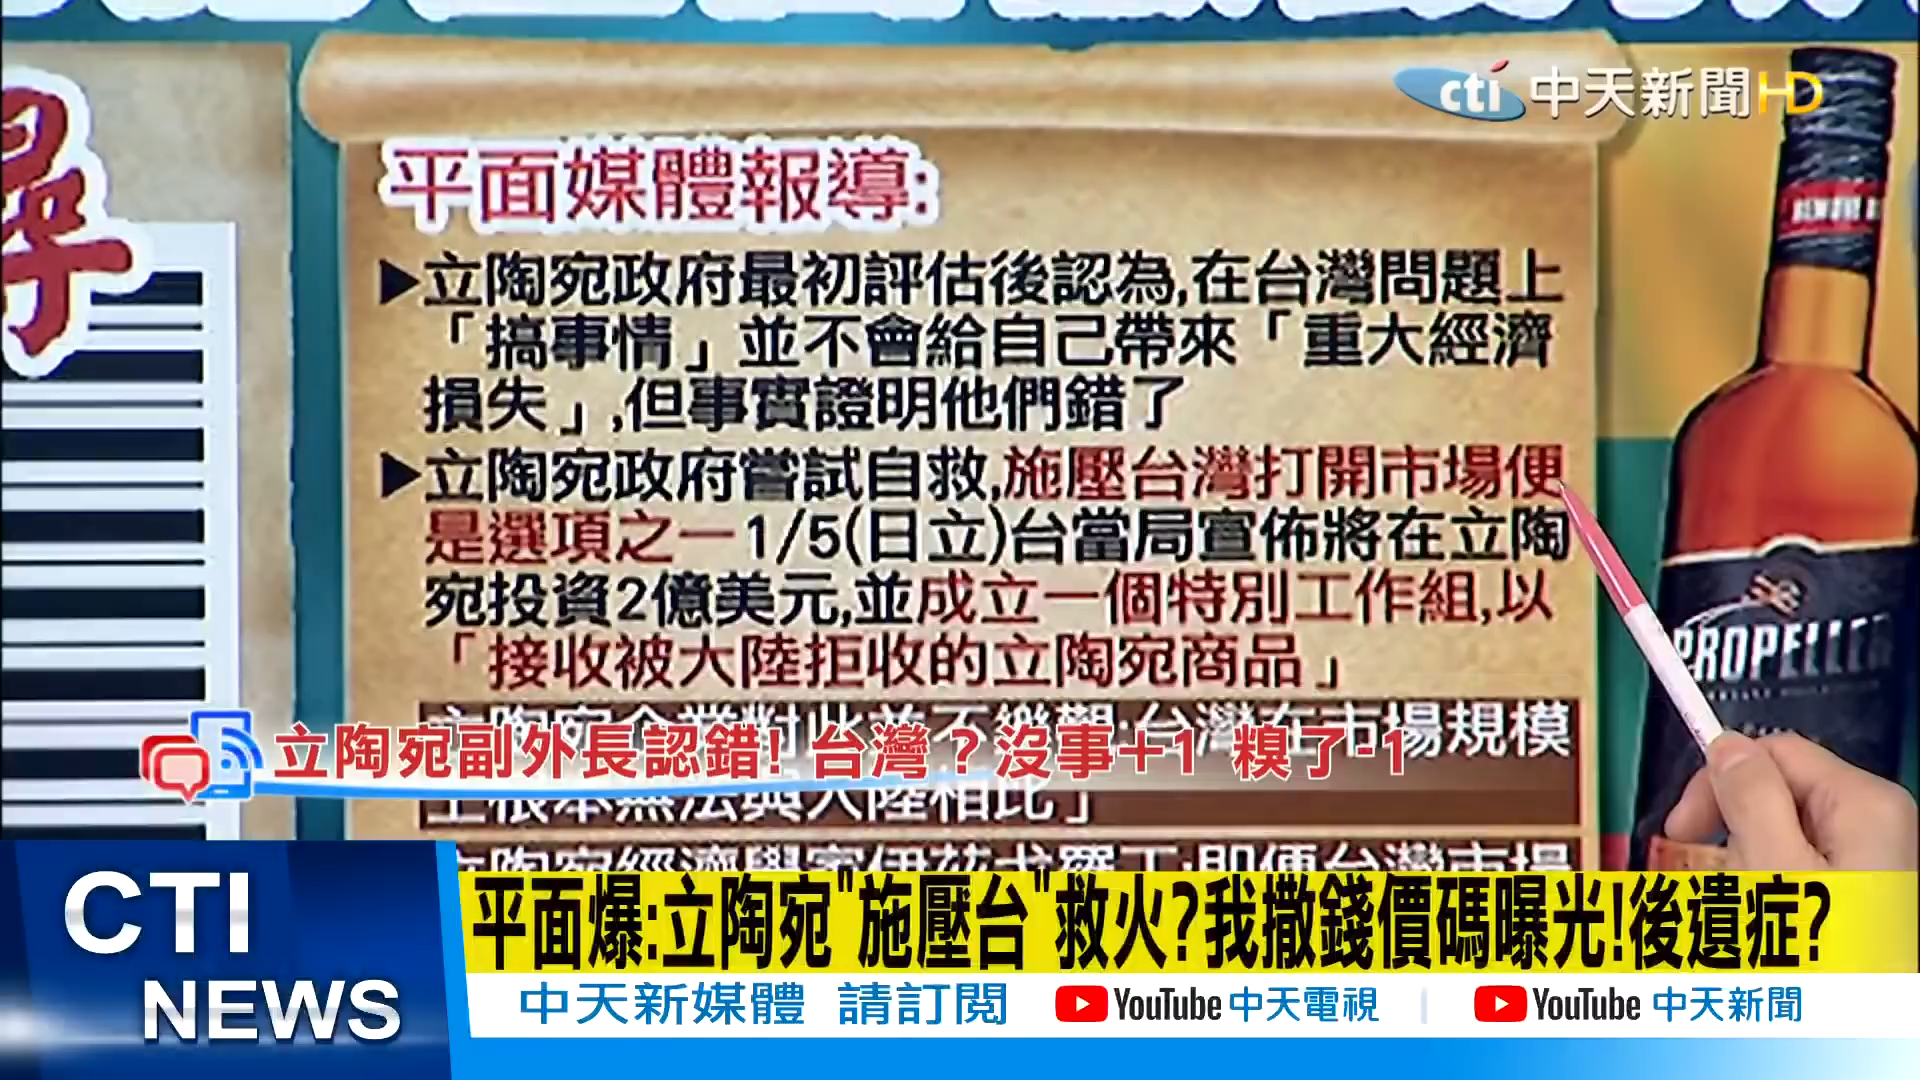 cti 中天新聞HD
尋
平面媒體報導:
▶立陶宛政府最初評估後認為,在台灣問題上
「搞事情」並不會給自己帶來「重大經濟
損失」,但事實證明他們錯了
▶立陶宛政府嘗試自救,施壓台灣打開市場便
是選項之一1/5(日立)台當局宣佈將在立陶
宛投資2億美元,並成立一個特別工作組,以
「接收被大陸拒收的立陶宛商品」
PROPELLER
立陶宛副外長認錯! 台灣？沒事+1 糗了-1
CTI
NEWS
平面爆:立陶宛"施壓台"救火?我撒錢價碼曝光!後遺症?
中天新媒體 請訂閱 YouTube 中天電視 | YouTube 中天新聞